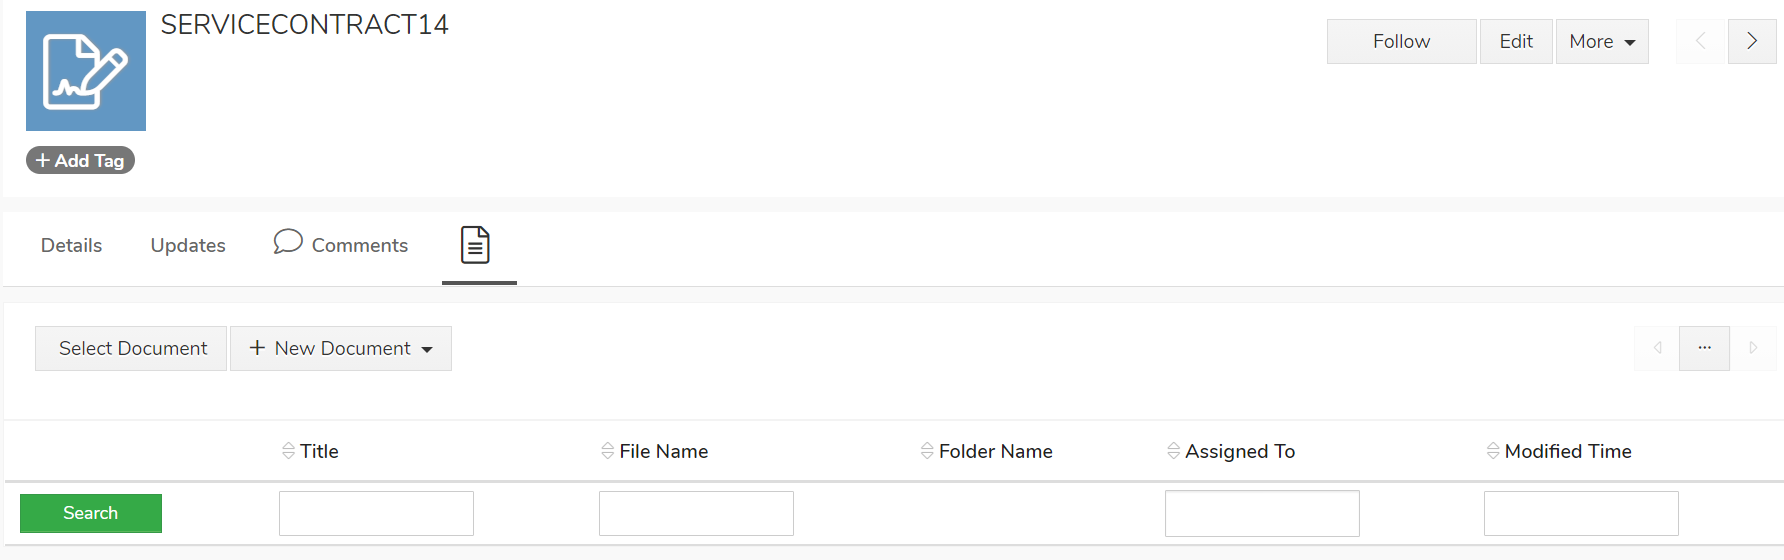 SERVICECONTRACT14
Follow Edit More
+ Add Tag
Details Updates Comments
Select Document + New Document ...
Title File Name Folder Name Assigned To Modified Time
Search